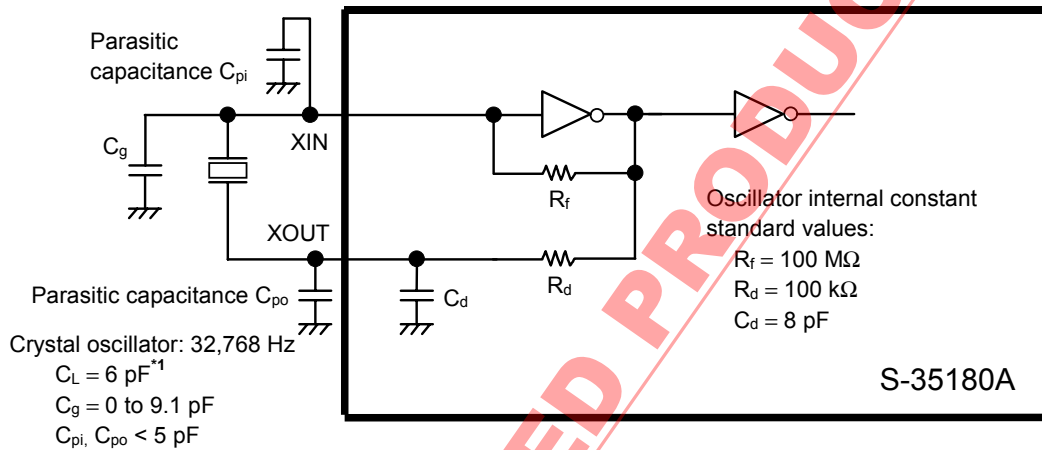 Parasitic
capacitance Cpi
Cg
XIN
Rf
XOUT
Rd
Cd
Parasitic capacitance Cpo
Oscillator internal constant
standard values:
Rf = 100 MΩ
Rd = 100 kΩ
Cd = 8 pF
Crystal oscillator: 32,768 Hz
CL = 6 pF*1
Cg = 0 to 9.1 pF
Cpi, Cpo < 5 pF
S-35180A
ED PRODUC